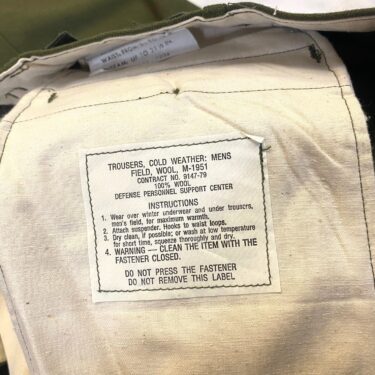 TROUSERS, COLD WEATHER: MENS
FIELD, WOOL, M-1951
CONTRACT NO. 9147-79
100% WOOL
DEFENSE PERSONNEL SUPPORT CENTER
INSTRUCTIONS
1. Wear over winter underwear and under trousers,
men's field, for maximum warmth.
2. Attach suspender. Hooks to waist loops.
3. Dry clean, if possible; or wash at low temperature
for short time, squeeze thoroughly and dry.
4. WARNING — CLEAN THE ITEM WITH THE
FASTENER CLOSED.
DO NOT PRESS THE FASTENER
DO NOT REMOVE THIS LABEL